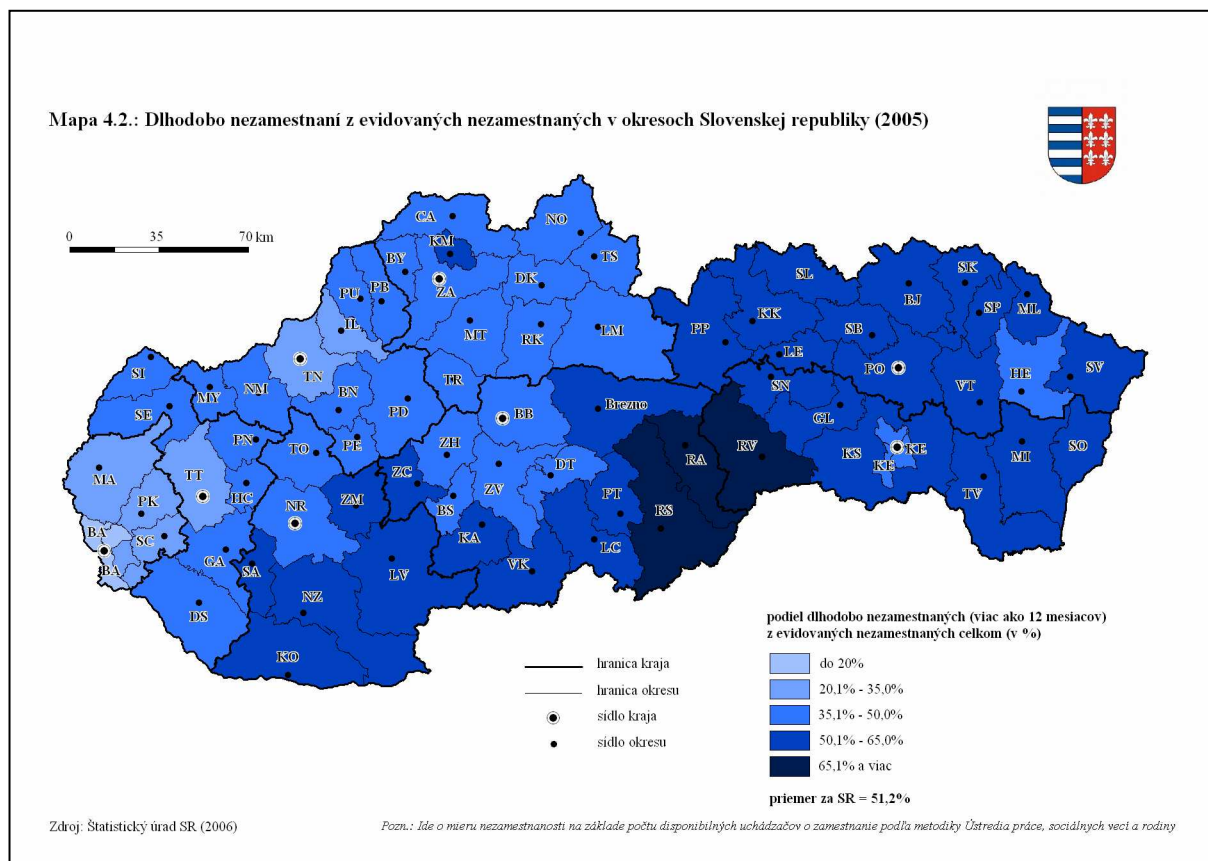 Mapa 4.2.: Dlhodobo nezamestnaní z evidovaných nezamestnaných v okresoch Slovenskej republiky (2005)
0 35 70 km
CA
NO
KM
BY
TS
PU
PB
ZA
DK
IL
MT
RK
LM
TN
SI
MY
NM
BN
TR
SE
PD
BB
Brezno
PN
TO
PE
ZH
MA
TT
HC
ZC
ZV
DT
PK
NR
ZM
BS
BA
SC
BA
GA
SA
KA
PT
LC
DS
NZ
LV
VK
KO
RS
RA
RV
SL
SK
BJ
SP
ML
PP
KK
SB
LE
PO
HE
SV
SN
VT
GL
KS
KE
KE
MI
SO
TV
podiel dlhodobo nezamestnaných (viac ako 12 mesiacov)
z evidovaných nezamestnaných celkom (v %)
do 20%
20,1% - 35,0%
35,1% - 50,0%
50,1% - 65,0%
65,1% a viac
priemer za SR = 51,2%
hranica kraja
hranica okresu
sídlo kraja
sídlo okresu
Zdroj: Štatistický úrad SR (2006)
Pozn.: Ide o mieru nezamestnanosti na základe počtu disponibilných uchádzačov o zamestnanie podľa metodiky Ústredia práce, sociálnych vecí a rodiny